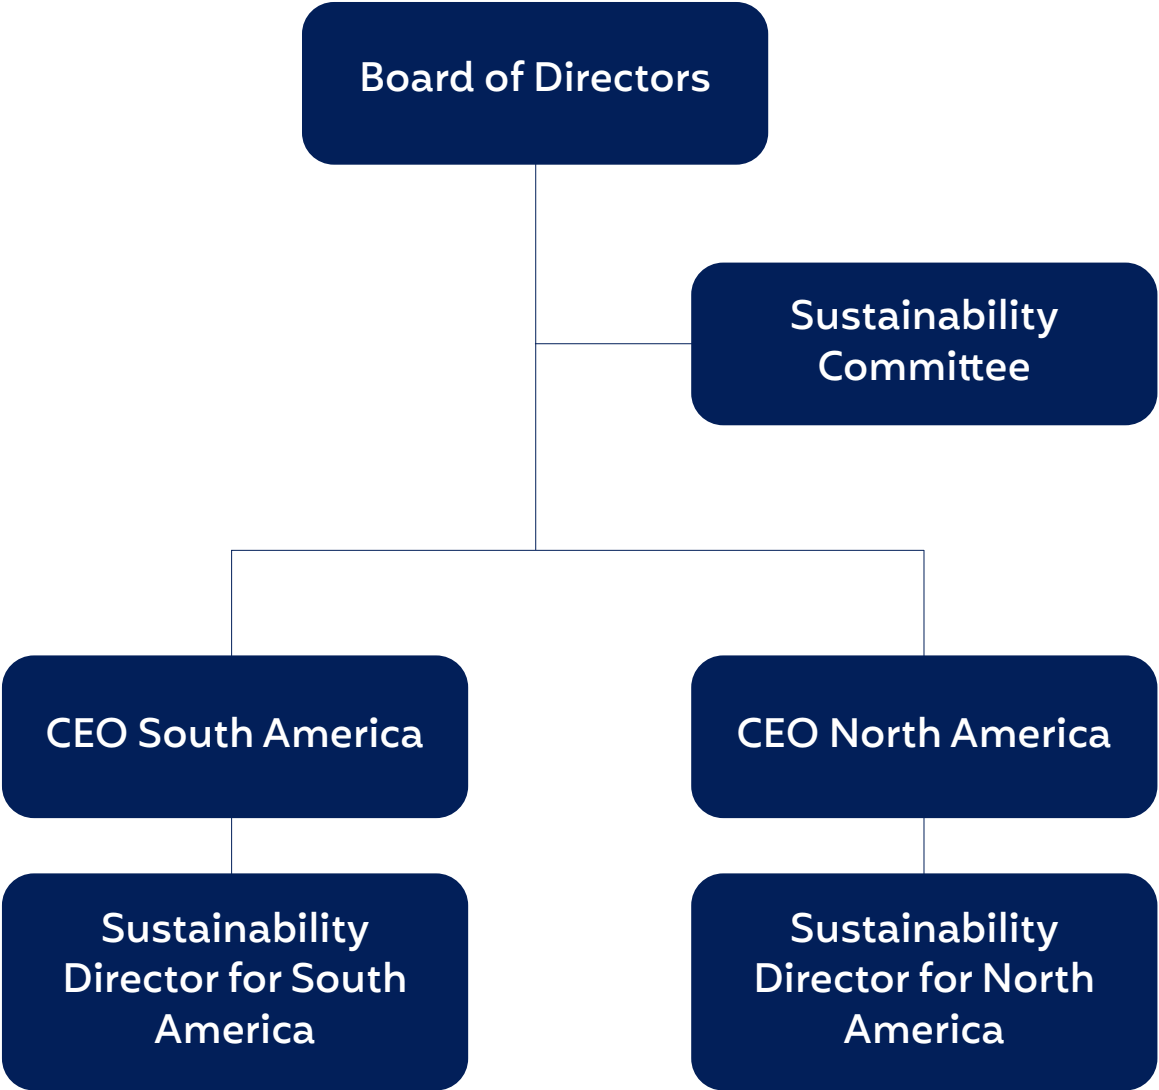 Board of Directors
Sustainability
Committee
CEO South America
CEO North America
Sustainability
Director for South
America
Sustainability
Director for North
America